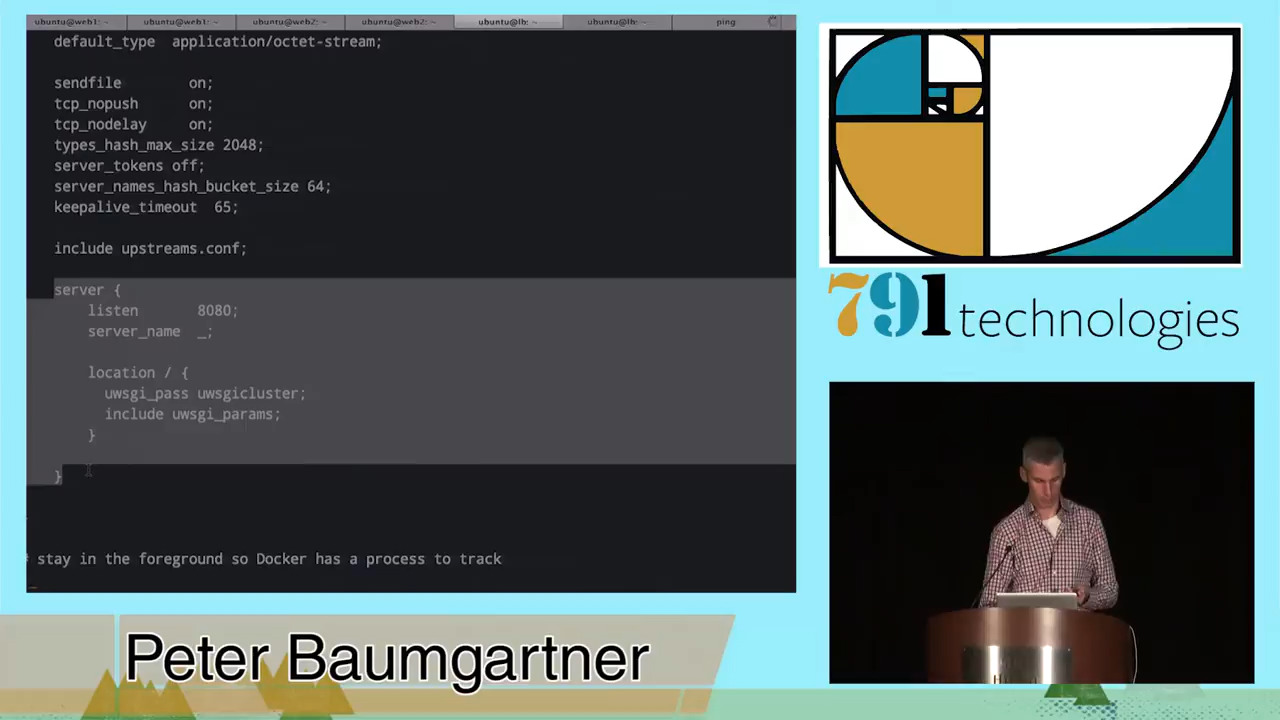 ubuntu@web1: ~
ubuntu@web1: ~
ubuntu@web2: ~
ubuntu@web2: ~
ubuntu@lb: ~
ubuntu@lb: ~
ping
default_type  application/octet-stream;
sendfile        on;
tcp_nopush      on;
tcp_nodelay     on;
types_hash_max_size 2048;
server_tokens off;
server_names_hash_bucket_size 64;
keepalive_timeout  65;
include upstreams.conf;
server {
listen       8080;
server_name  _;
location / {
uwsgi_pass uwsgicluster;
include uwsgi_params;
}
}
stay in the foreground so Docker has a process to track
791 technologies
Peter Baumgartner